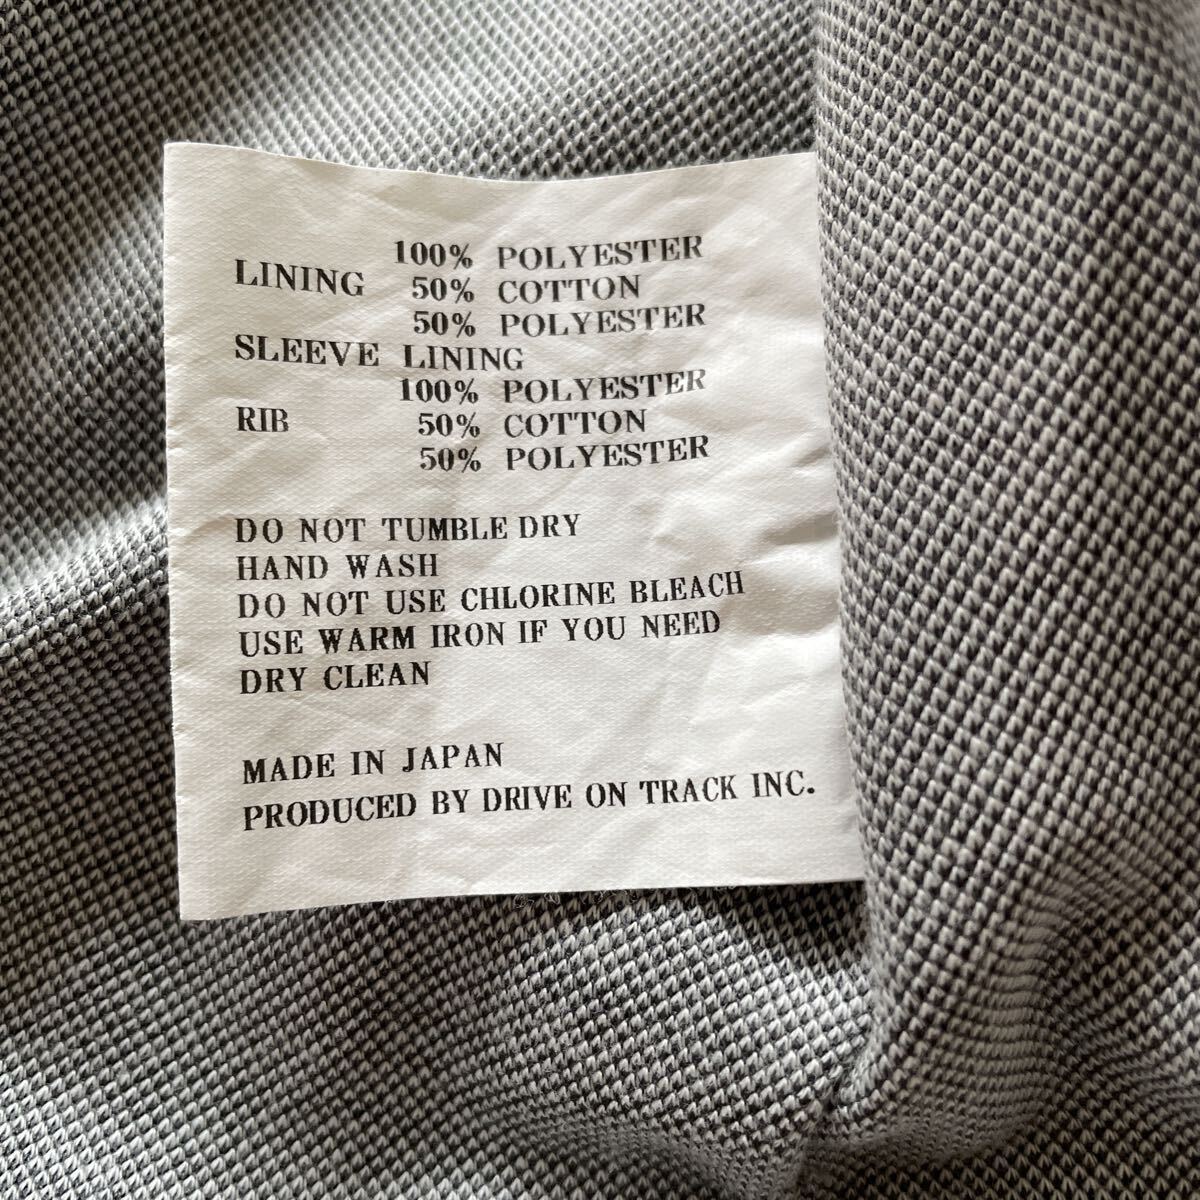 100% POLYESTER
LINING 50% COTTON
50% POLYESTER
SLEEVE LINING
100% POLYESTER
RIB 50% COTTON
50% POLYESTER
DO NOT TUMBLE DRY
HAND WASH
DO NOT USE CHLORINE BLEACH
USE WARM IRON IF YOU NEED
DRY CLEAN
MADE IN JAPAN
PRODUCED BY DRIVE ON TRACK INC.